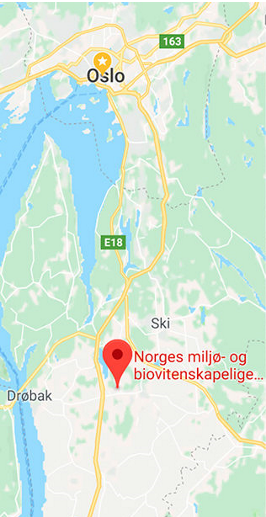 163
Oslo
E18
Ski
Norges miljø- og
biovitenskapelige...
Drøbak